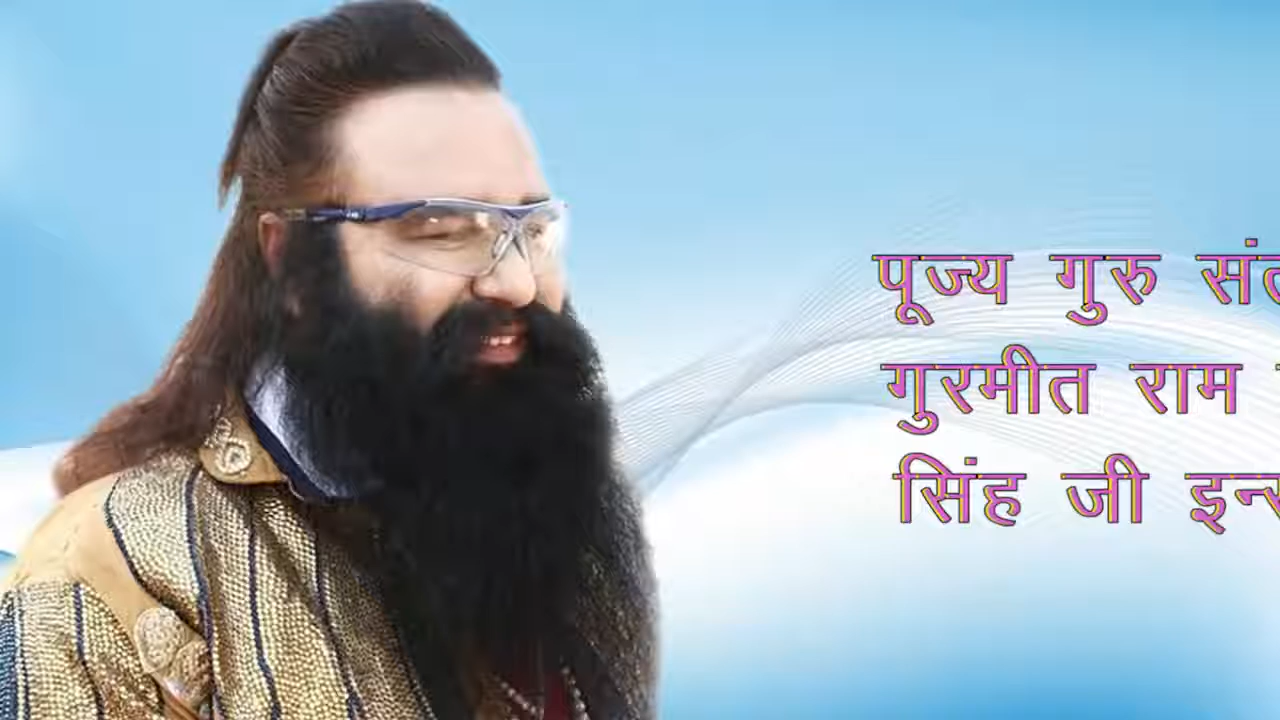 पूज्य गुरु
गुरमीत राम
सिंह जी